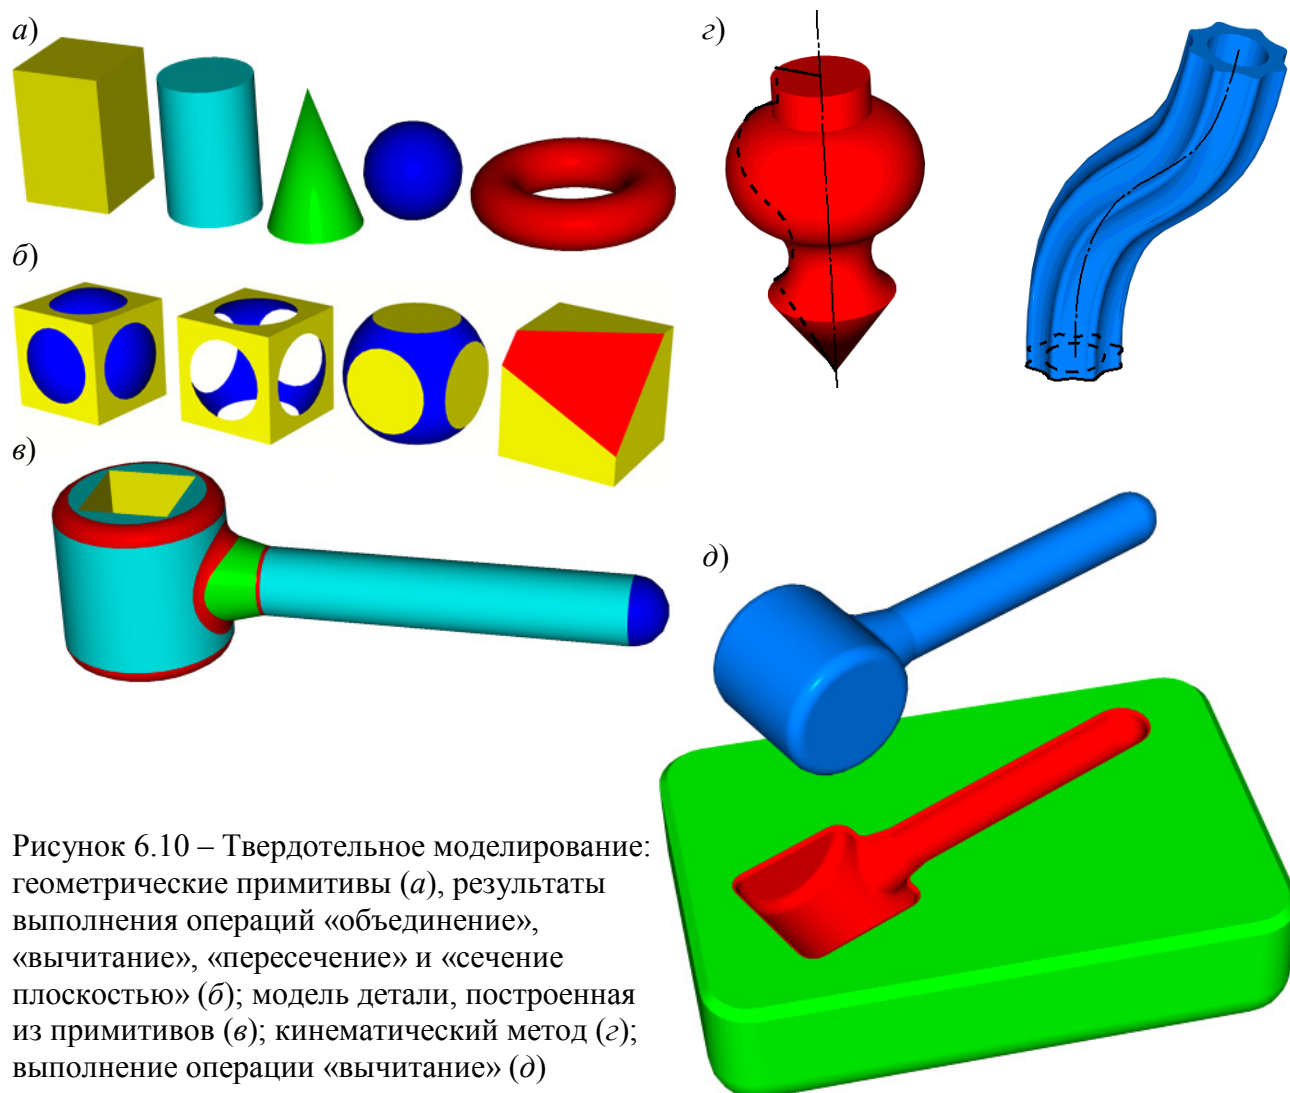 а)
г)
б)
в)
д)
Рисунок 6.10 – Твердотельное моделирование:
геометрические примитивы (а), результаты
выполнения операций «объединение»,
«вычитание», «пересечение» и «сечение
плоскостью» (б); модель детали, построенная
из примитивов (в); кинематический метод (г);
выполнение операции «вычитание» (д)